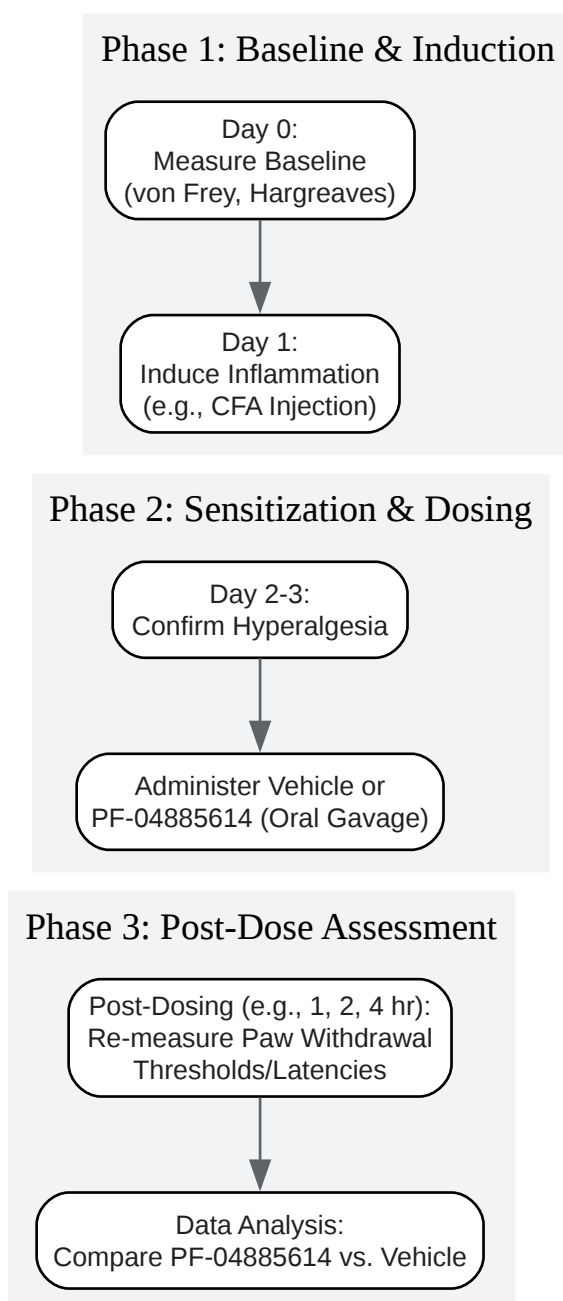 Phase 1: Baseline & Induction
Day 0:
Measure Baseline
(von Frey, Hargreaves)
Day 1:
Induce Inflammation
(e.g., CFA Injection)
Phase 2: Sensitization & Dosing
Day 2-3:
Confirm Hyperalgesia
Administer Vehicle or
PF-04885614 (Oral Gavage)
Phase 3: Post-Dose Assessment
Post-Dosing (e.g., 1, 2, 4 hr):
Re-measure Paw Withdrawal
Thresholds/Latencies
Data Analysis:
Compare PF-04885614 vs. Vehicle